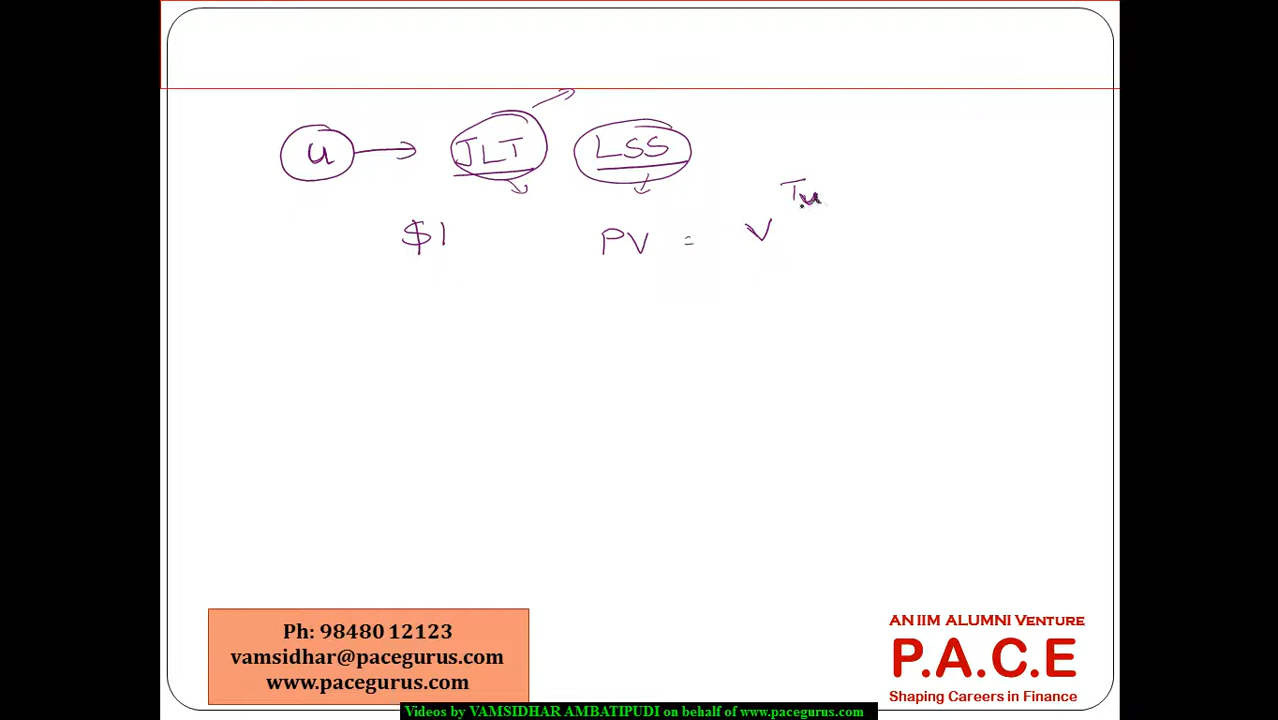 u → JLT LSS
$1 PV = v^Tu
Ph: 98480 12123
vamsidhar@pacegurus.com
www.pacegurus.com
AN IIM ALUMNI VENTURE
P.A.C.E
Shaping Careers in Finance
Videos by VAMSIDHAR AMBATIPUDI on behalf of www.pacegurus.com